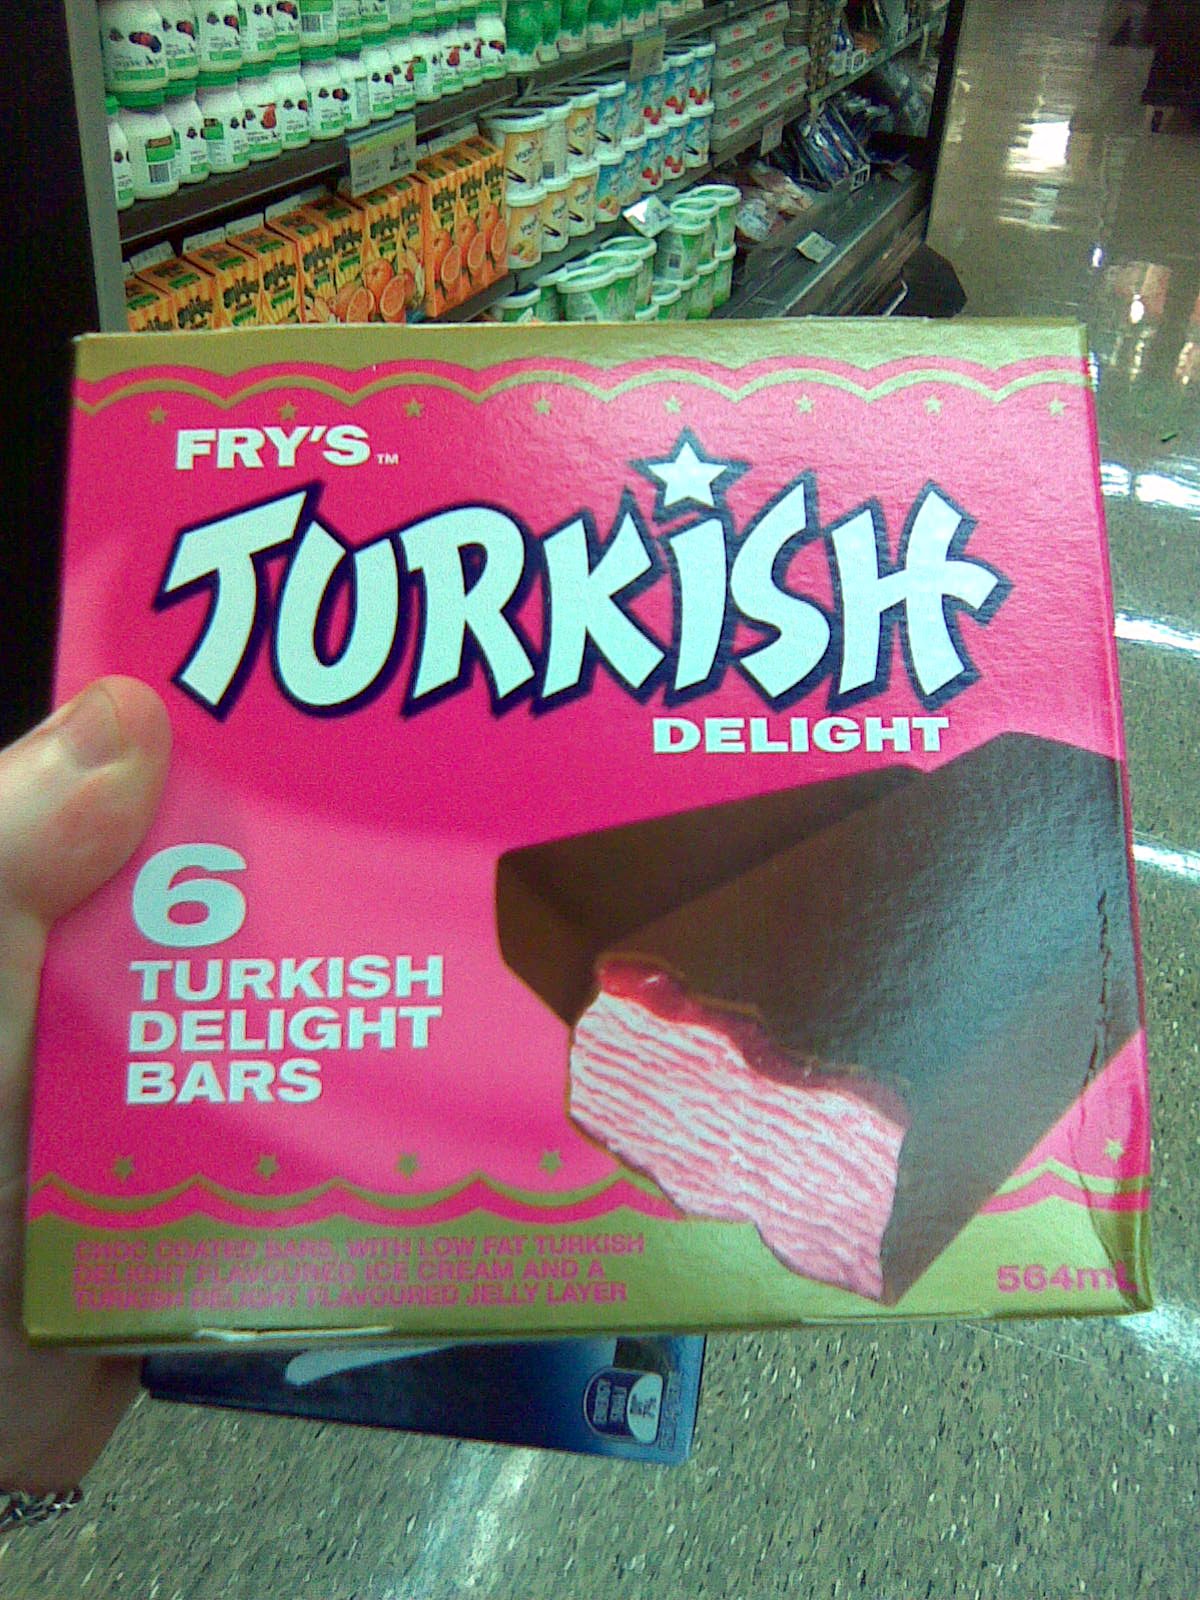 FRY'S™
TURKISH
DELIGHT
6
TURKISH
DELIGHT
BARS
CHOC COATED BARS, WITH LOW FAT TURKISH
DELIGHT FLAVOURED ICE CREAM AND A
TURKISH DELIGHT FLAVOURED JELLY LAYER
564mL